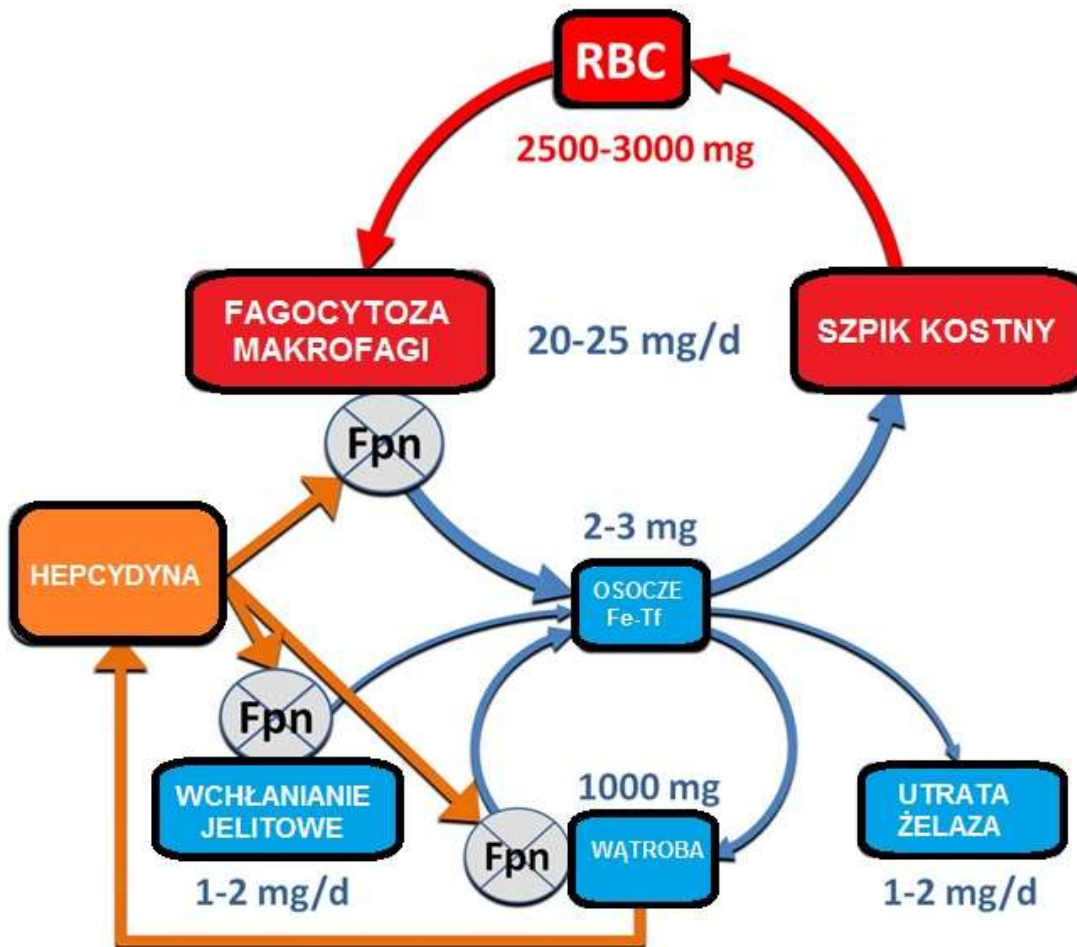 RBC
2500-3000 mg
FAGOCYTOZA
MAKROFAGI
20-25 mg/d
SZPIK KOSTNY
Fpn
2-3 mg
HEPCYDYNA
OSOCZE
Fe-Tf
Fpn
WCHŁANIANIE
JELITOWE
1-2 mg/d
1000 mg
Fpn
WĄTROBA
UTRATA
ŻELAZA
1-2 mg/d